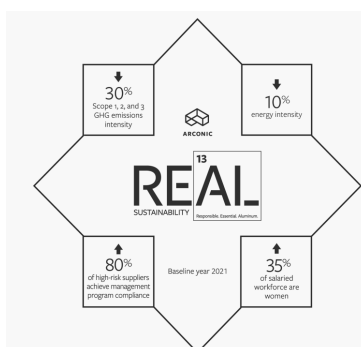 30%
Scope 1, 2, and 3
GHG emissions
intensity
10%
energy intensity
ARCONIC
13
REAL
SUSTAINABILITY
Responsible. Essential. Aluminum.
80%
of high-risk suppliers
achieve management
program compliance
Baseline year 2021
35%
of salaried
workforce are
women